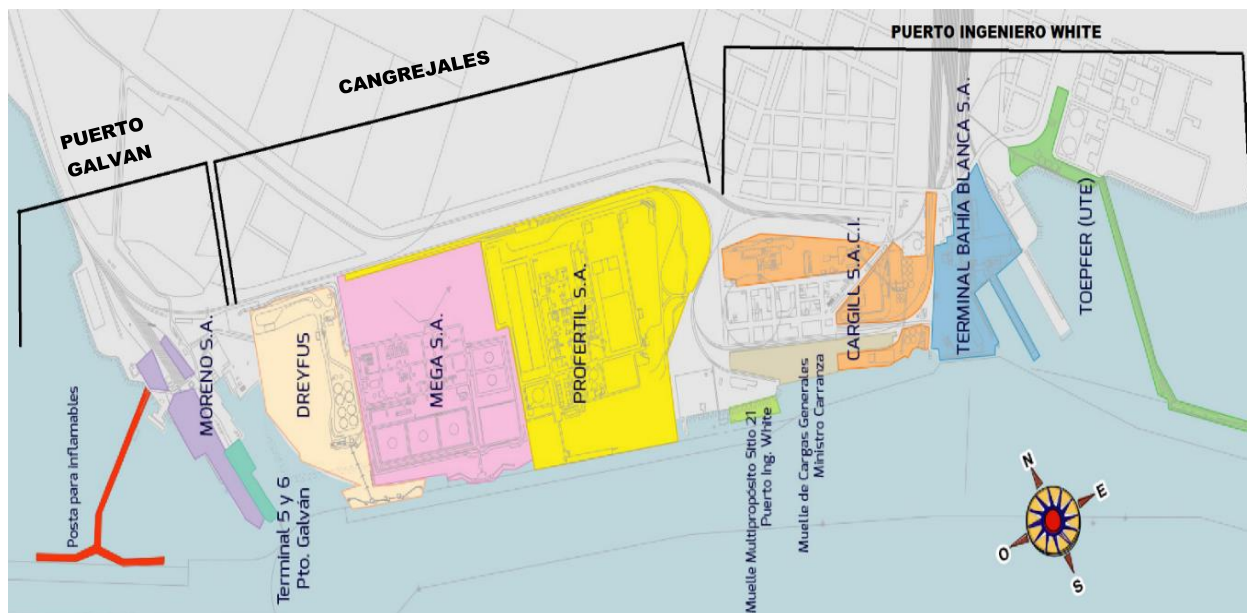 PUERTO INGENIERO WHITE
CANGREJALES
PUERTO
GALVAN
Posta para Inflamables
MORENO S.A.
Terminal 5 y 6
Pto. Galván
DREYFUS
MEGA S.A.
PROFERTIL S.A.
Muelle Multipropósito Sitio 21
Puerto Ing. White
Muelle de Cargas Generales
Ministro Carranza
CARGILL S.A.C.I.
TERMINAL BAHÍA BLANCA S.A.
TOEPFER (UTE)
N
E
O
S